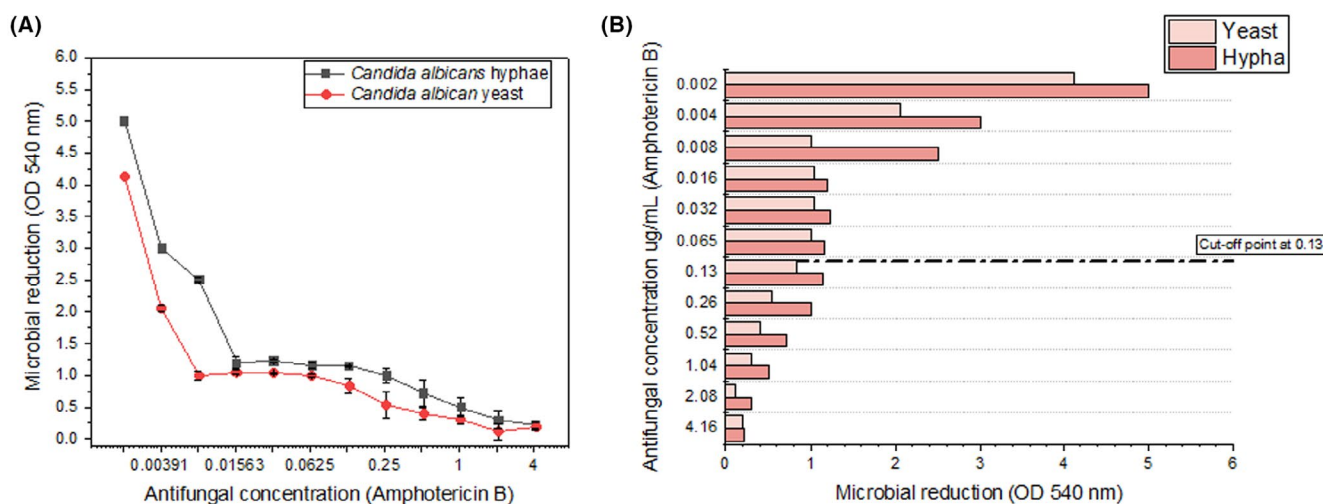 (A)
Microbial reduction (OD 540 nm)
6.0
5.5
5.0
4.5
4.0
3.5
3.0
2.5
2.0
1.5
1.0
0.5
0.0
Candida albicans hyphae
Candida albican yeast
0.00391 0.01563 0.0625 0.25 1 4
Antifungal concentration (Amphotericin B)
(B)
Yeast
Hypha
Antifungal concentration ug/mL (Amphotericin B)
0.002
0.004
0.008
0.016
0.032
0.065
0.13
0.26
0.52
1.04
2.08
4.16
Cut-off point at 0.13
0 1 2 3 4 5 6
Microbial reduction (OD 540 nm)